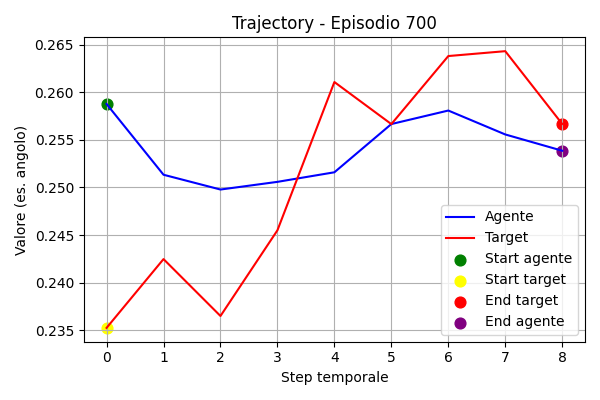 Trajectory - Episodio 700
Valore (es. angolo)
0.265
0.260
0.255
0.250
0.245
0.240
0.235
Agente
Target
Start agente
Start target
End target
End agente
0 1 2 3 4 5 6 7 8
Step temporale